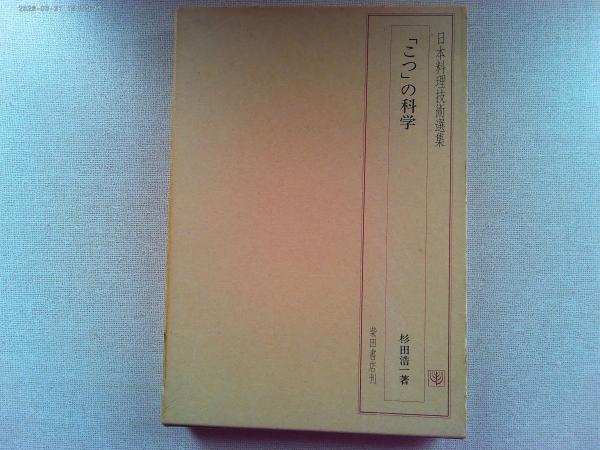 日本料理技術選集
「こつ」の科学
杉田浩一著
柴田書店刊